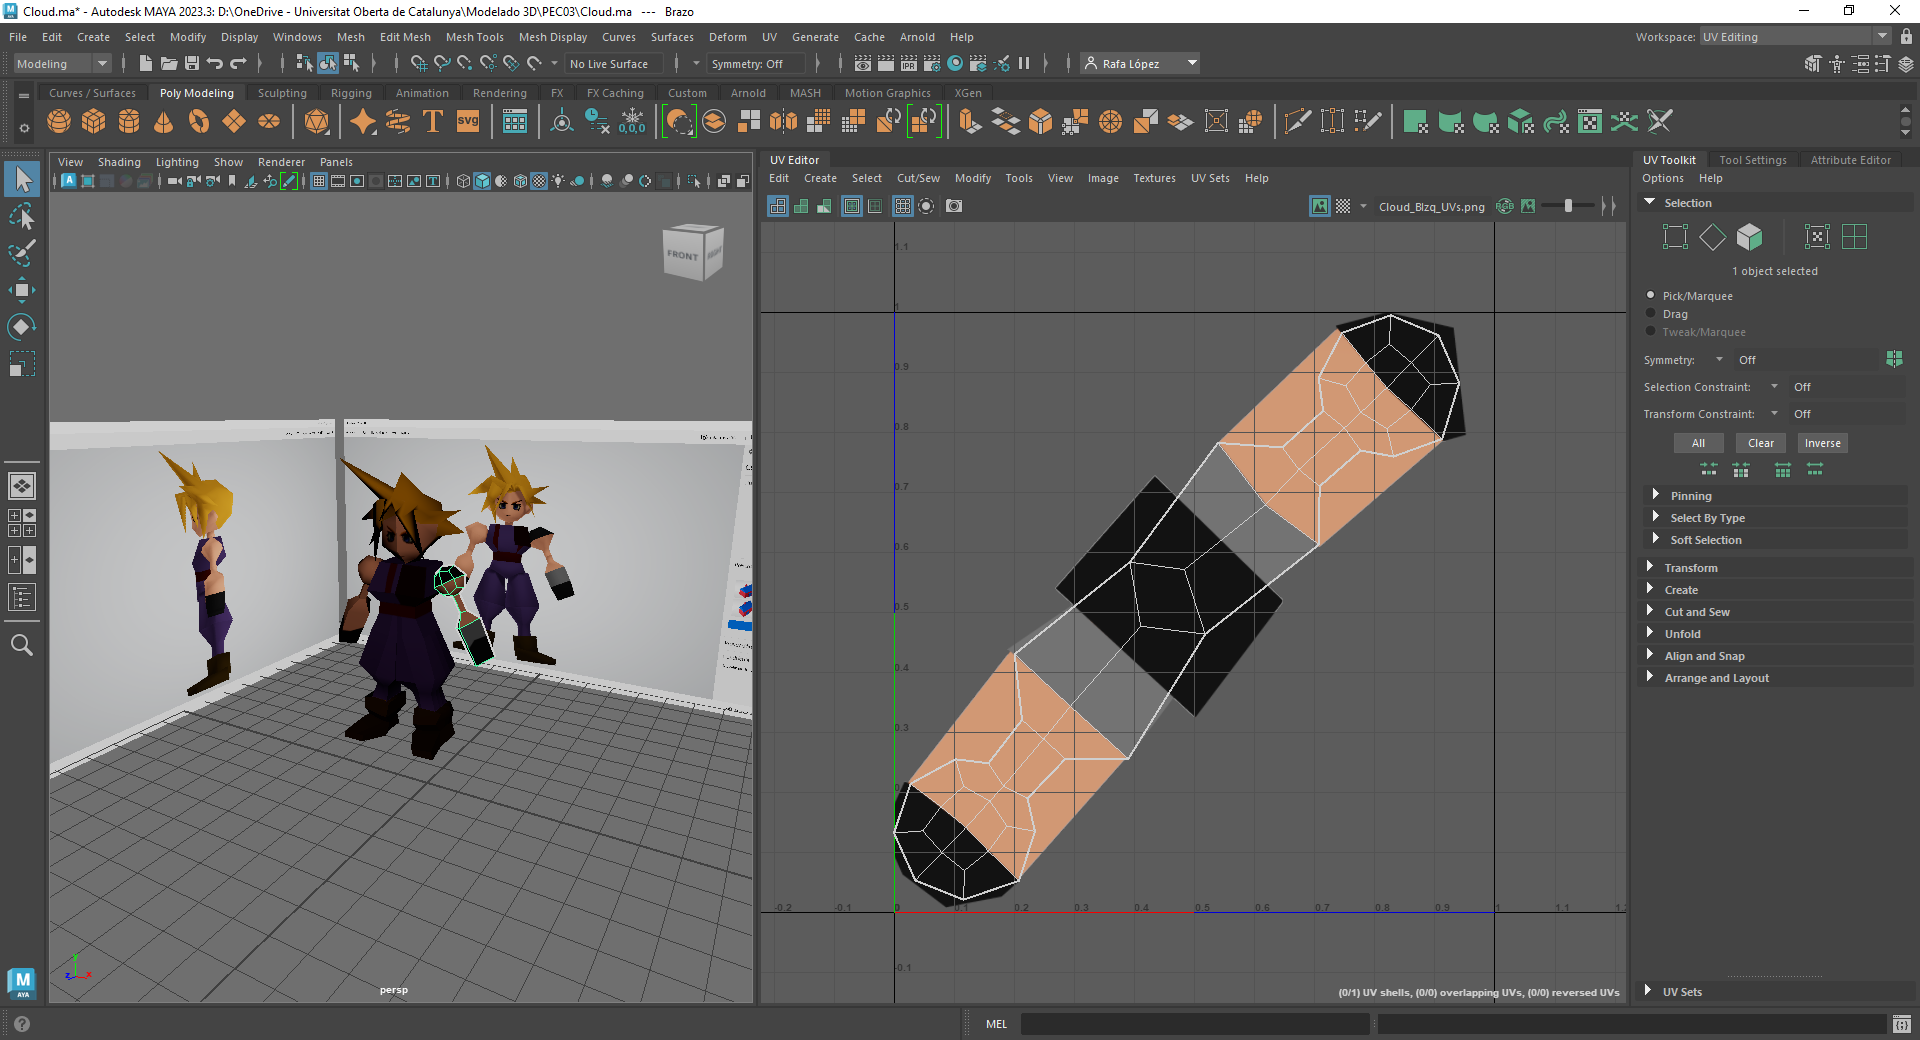 Cloud.ma* - Autodesk MAYA 2023.3: D:\OneDrive - Universitat Oberta de Catalunya\Modelado 3D\PEC03\Cloud.ma --- Brazo
File Edit Create Select Modify Display Windows Mesh Edit Mesh Mesh Tools Mesh Display Curves Surfaces Deform UV Generate Cache Arnold Help Workspace: UV Editing
Modeling No Live Surface Symmetry: Off IPR Rafa López
Curves / Surfaces Poly Modeling Sculpting Rigging Animation Rendering FX FX Caching Custom Arnold MASH Motion Graphics XGen
T svg 0,0,0
View Shading Lighting Show Renderer Panels
FRONT RIGHT
persp
y
z x
UV Editor
Edit Create Select Cut/Sew Modify Tools View Image Textures UV Sets Help
Cloud_Blzq_UVs.png RGB
1.1
1
0.9
0.8
0.7
0.6
0.5
0.4
0.3
-0.2 -0.1 0 0.1 0.2 0.3 0.4 0.5 0.6 0.7 0.8 0.9 1 1.1
-0.1
(0/1) UV shells, (0/0) overlapping UVs, (0/0) reversed UVs
UV Toolkit Tool Settings Attribute Editor
Options Help
Selection
1 object selected
Pick/Marquee
Drag
Tweak/Marquee
Symmetry: Off
Selection Constraint: Off
Transform Constraint: Off
All Clear Inverse
Pinning
Select By Type
Soft Selection
Transform
Create
Cut and Sew
Unfold
Align and Snap
Arrange and Layout
UV Sets
M
AYA
MEL